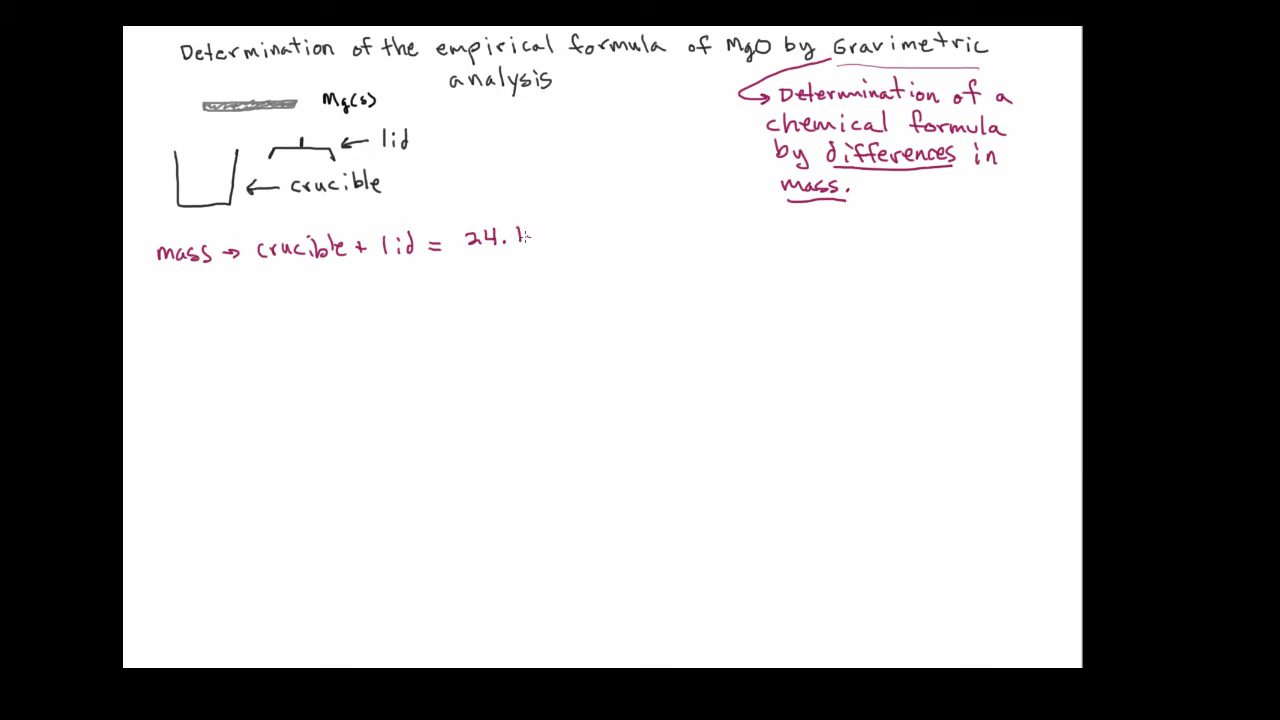 Determination of the empirical formula of MgO by Gravimetric
analysis
Mg(s)
lid
crucible
Determination of a
chemical formula
by differences in
mass.
mass → crucible + lid = 24.1